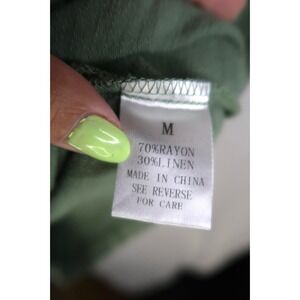 M
70%RAYON
30%LINEN
MADE IN CHINA
SEE REVERSE
FOR CARE